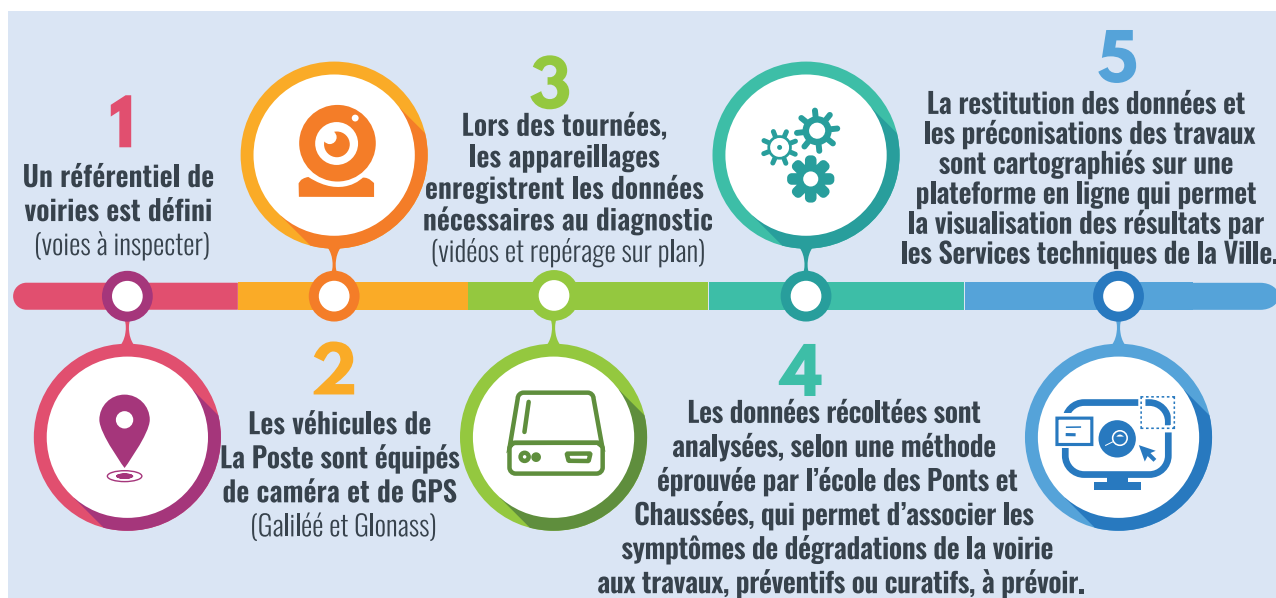 1
Un référentiel de
voiries est défini
(voies à inspecter)
2
Les véhicules de
La Poste sont équipés
de caméra et de GPS
(Galiléé et Glonass)
3
Lors des tournées,
les appareillages
enregistrent les données
nécessaires au diagnostic
(vidéos et repérage sur plan)
4
Les données récoltées sont
analysées, selon une méthode
éprouvée par l'école des Ponts et
Chaussées, qui permet d'associer les
symptômes de dégradations de la voirie
aux travaux, préventifs ou curatifs, à prévoir.
5
La restitution des données et
les préconisations des travaux
sont cartographiés sur une
plateforme en ligne qui permet
la visualisation des résultats par
les Services techniques de la Ville.